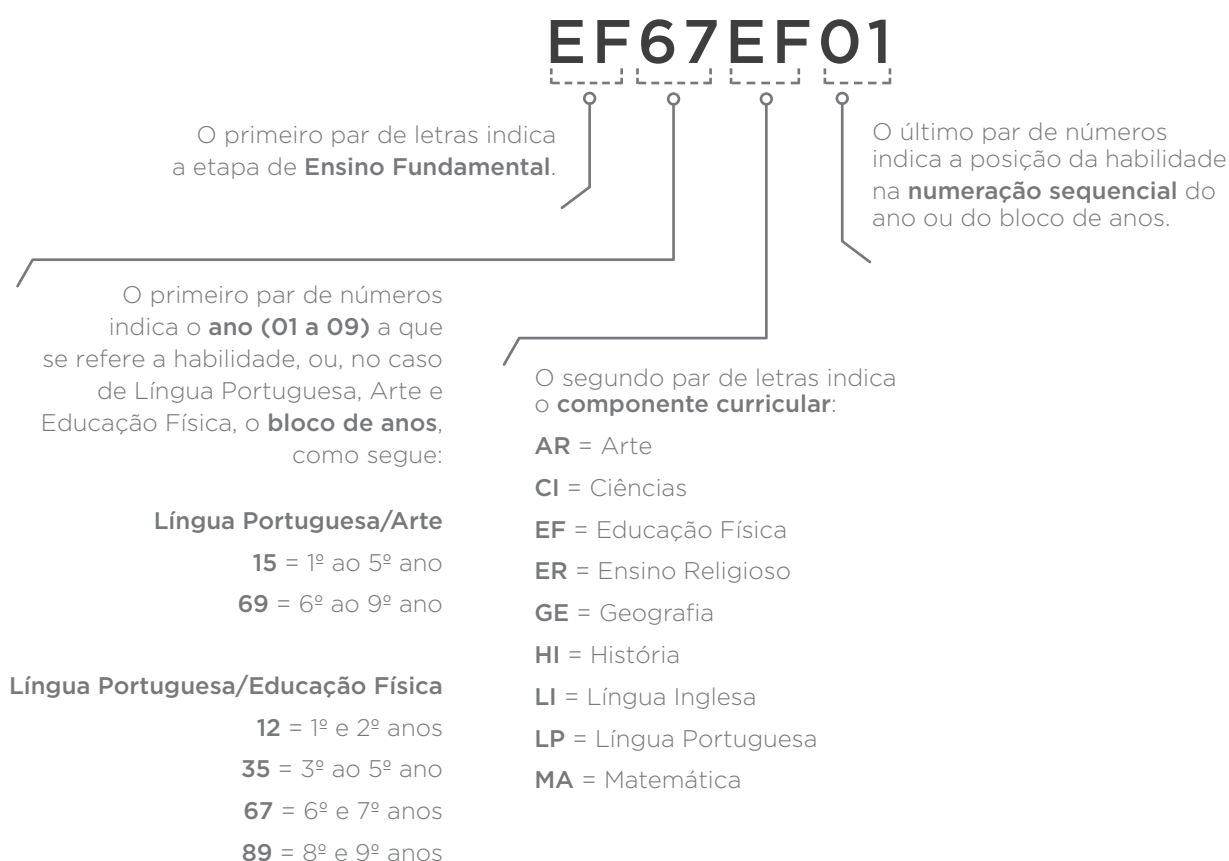 EF67EF01
O primeiro par de letras indica
a etapa de Ensino Fundamental.
O último par de números
indica a posição da habilidade
na numeração sequencial do
ano ou do bloco de anos.
O primeiro par de números
indica o ano (01 a 09) a que
se refere a habilidade, ou, no caso
de Língua Portuguesa, Arte e
Educação Física, o bloco de anos,
como segue:
Língua Portuguesa/Arte
15 = 1º ao 5º ano
69 = 6º ao 9º ano
Língua Portuguesa/Educação Física
12 = 1º e 2º anos
35 = 3º ao 5º ano
67 = 6º e 7º anos
89 = 8º e 9º anos
O segundo par de letras indica
o componente curricular:
AR = Arte
CI = Ciências
EF = Educação Física
ER = Ensino Religioso
GE = Geografia
HI = História
LI = Língua Inglesa
LP = Língua Portuguesa
MA = Matemática